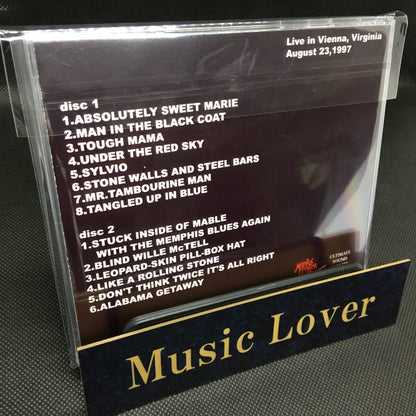 Live in Vienna, Virginia
August 23,1997
disc 1
1.ABSOLUTELY SWEET MARIE
2.MAN IN THE BLACK COAT
3.TOUGH MAMA
4.UNDER THE RED SKY
5.SYLVIO
6.STONE WALLS AND STEEL BARS
7.MR.TAMBOURINE MAN
8.TANGLED UP IN BLUE
disc 2
1.STUCK INSIDE OF MABLE
WITH THE MEMPHIS BLUES AGAIN
2.BLIND WILLE McTELL
3.LEOPARD-SKIN PILL-BOX HAT
4.LIKE A ROLLING STONE
5.DON'T THINK TWICE IT'S ALL RIGHT
6.ALABAMA GETAWAY
ULTIMATE
SOUND
Music Lover